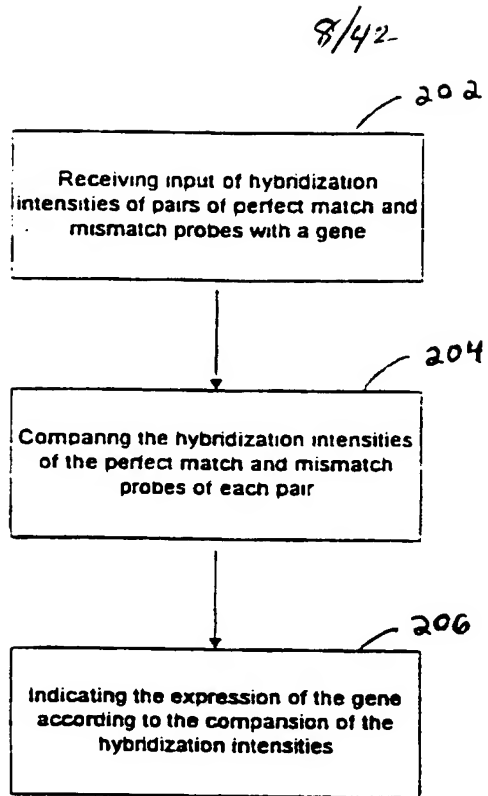 8/42
202
Receiving input of hybridization
intensities of pairs of perfect match and
mismatch probes with a gene
204
Comparing the hybridization intensities
of the perfect match and mismatch
probes of each pair
206
Indicating the expression of the gene
according to the compansion of the
hybridization intensities